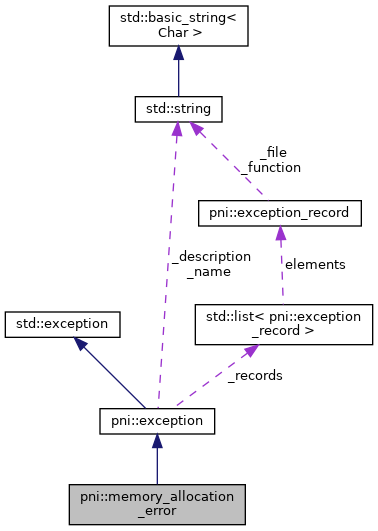 std::basic_string<
Char >
std::string
_file
_function
pni::exception_record
_description
_name
elements
std::exception
std::list< pni::exception
_record >
_records
pni::exception
pni::memory_allocation
_error